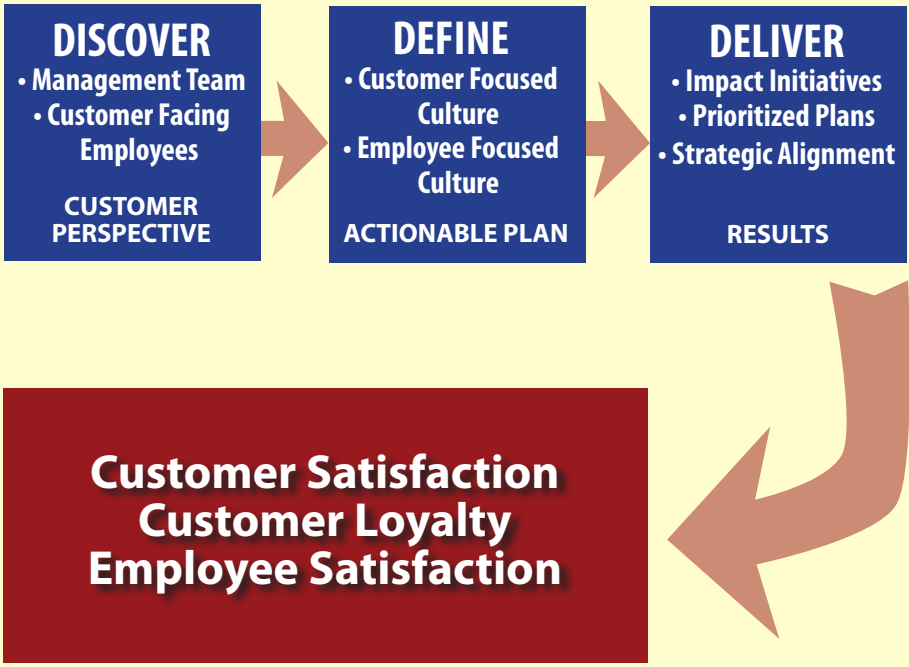 DISCOVER
• Management Team
• Customer Facing
Employees
CUSTOMER
PERSPECTIVE
DEFINE
• Customer Focused
Culture
• Employee Focused
Culture
ACTIONABLE PLAN
DELIVER
• Impact Initiatives
• Prioritized Plans
• Strategic Alignment
RESULTS
Customer Satisfaction
Customer Loyalty
Employee Satisfaction